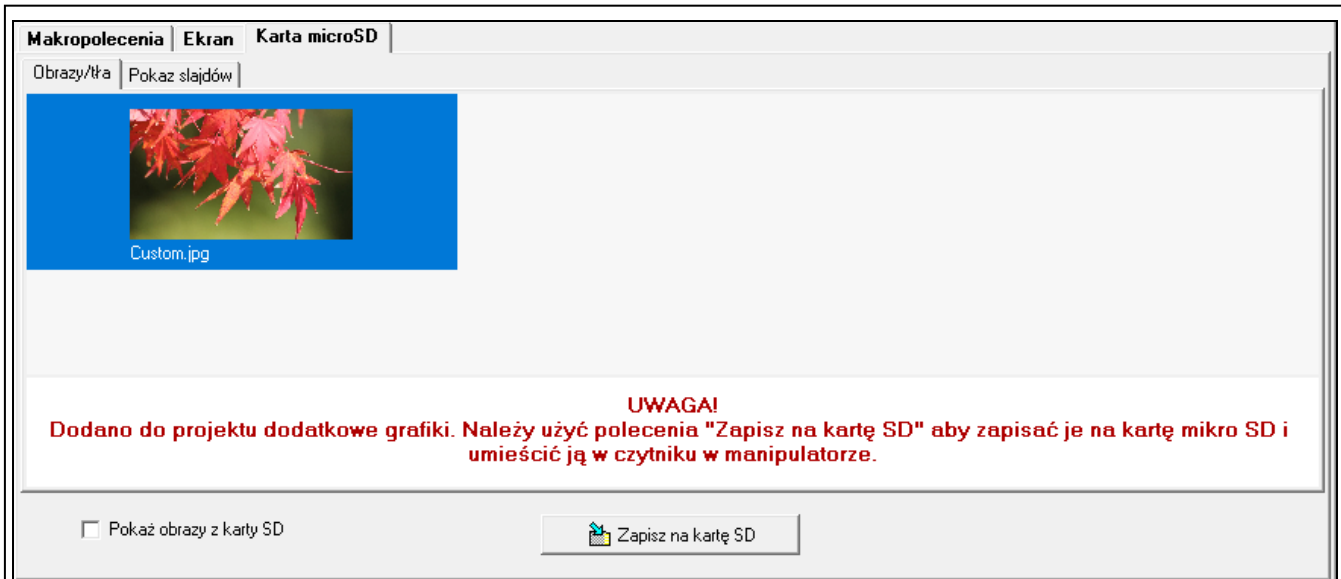 Makropolecenia Ekran Karta microSD
Obrazy/tła Pokaz slajdów
Custom.jpg
UWAGA!
Dodano do projektu dodatkowe grafiki. Należy użyć polecenia "Zapisz na kartę SD" aby zapisać je na kartę mikro SD i
umieścić ją w czytniku w manipulatorze.
Pokaż obrazy z karty SD Zapisz na kartę SD